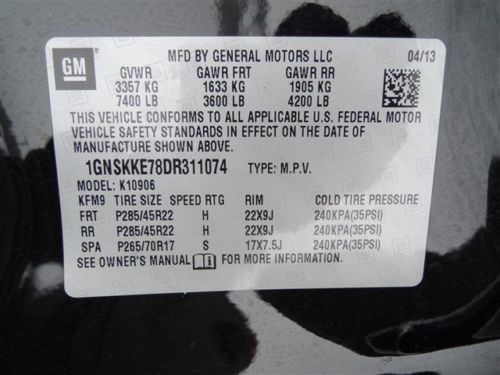 GM
MFD BY GENERAL MOTORS LLC 04/13
GVWR GAWR FRT GAWR RR
3357 KG 1633 KG 1905 KG
7400 LB 3600 LB 4200 LB
THIS VEHICLE CONFORMS TO ALL APPLICABLE U.S. FEDERAL MOTOR
VEHICLE SAFETY STANDARDS IN EFFECT ON THE DATE OF
MANUFACTURE SHOWN ABOVE.
1GNSKKE78DR311074 TYPE: M.P.V.
MODEL: K10906
KFM9 TIRE SIZE SPEED RTG RIM COLD TIRE PRESSURE
FRT P285/45R22 H 22X9J 240KPA(35PSI)
RR P285/45R22 H 22X9J 240KPA(35PSI)
SPA P265/70R17 S 17X7.5J 240KPA(35PSI)
SEE OWNER'S MANUAL FOR MORE INFORMATION.